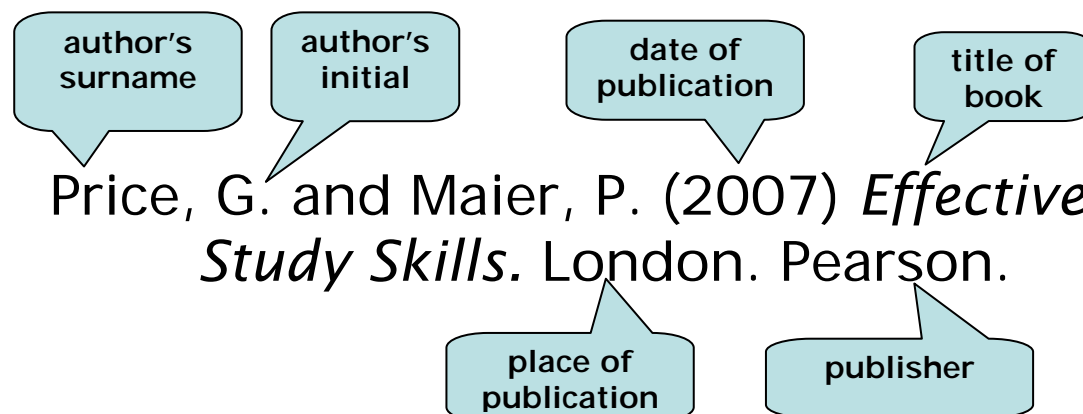 author's
surname
author's
initial
date of
publication
title of
book
Price, G. and Maier, P. (2007) Effective
Study Skills. London. Pearson.
place of
publication
publisher